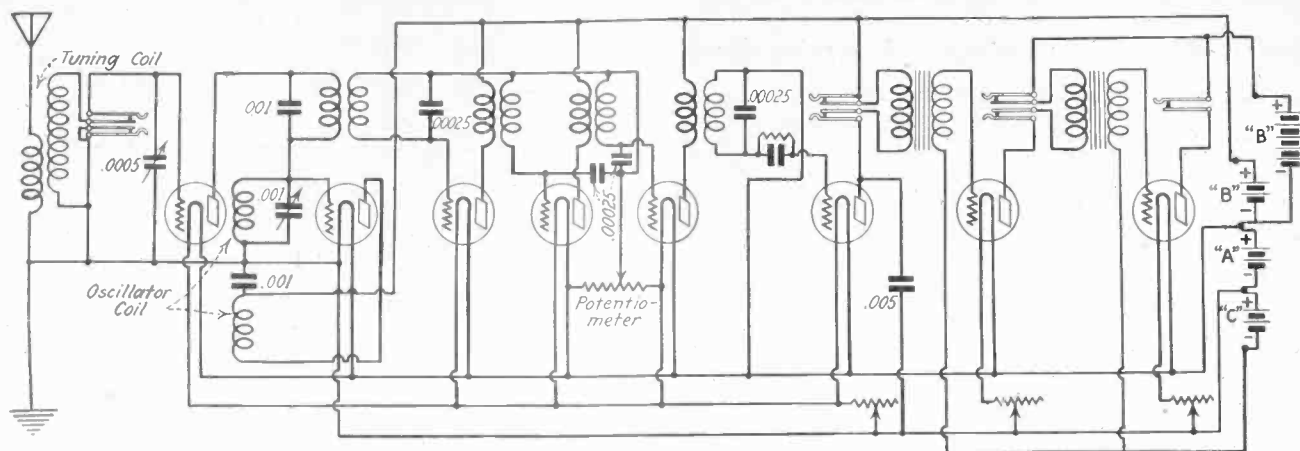 Tuning Coil
.0005
.001
.001
.001
Oscillator
Coil
.00025
.00025
Potentio-
meter
.00025
.005
+
"B"
-
+
"B"
-
+
"A"
-
+
"C"
-